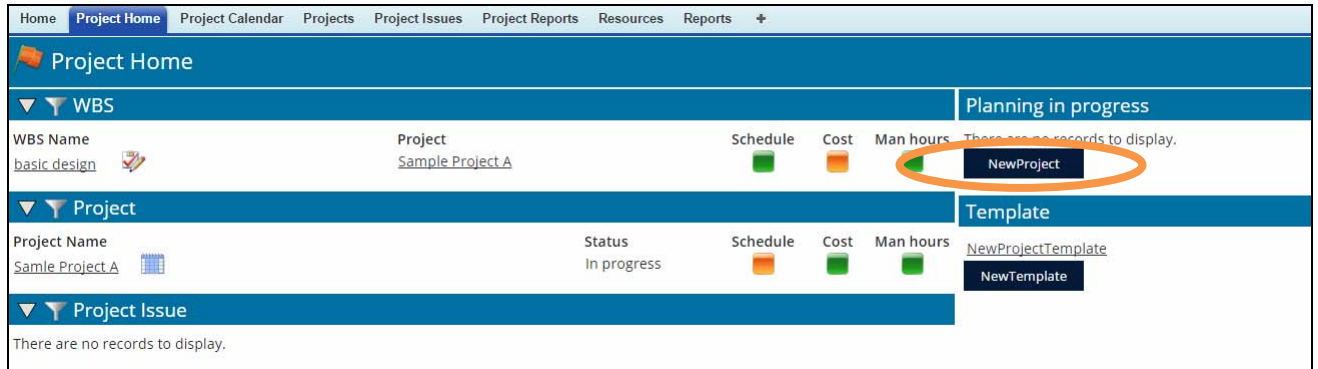 Home Project Home Project Calendar Projects Project Issues Project Reports Resources Reports +
Project Home
WBS
WBS Name Project Schedule Cost Man hours
basic design Sample Project A
Project
Project Name Status Schedule Cost Man hours
Samle Project A In progress
Project Issue
There are no records to display.
Planning in progress
There are no records to display.
NewProject
Template
NewProjectTemplate
NewTemplate